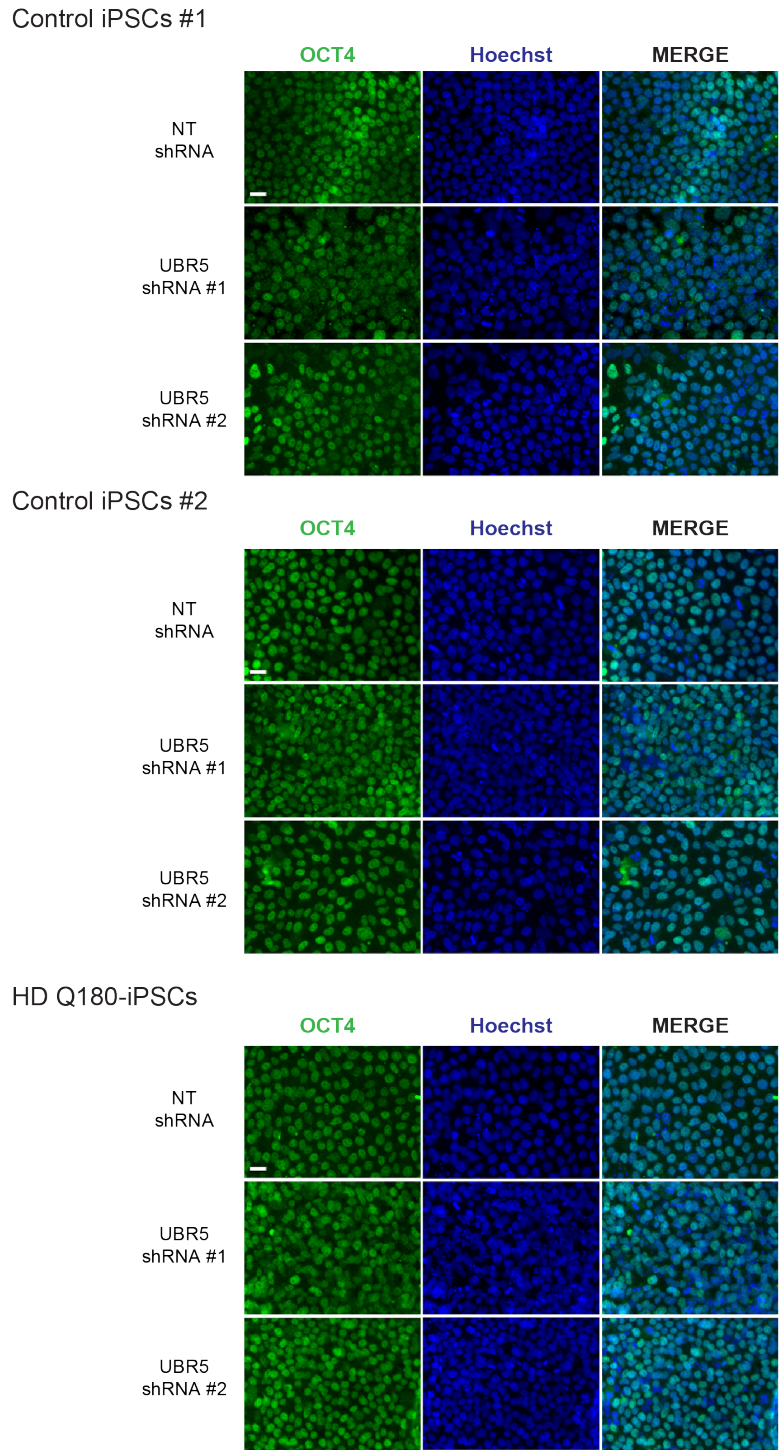 Control iPSCs #1
OCT4 Hoechst MERGE
NT
shRNA
UBR5
shRNA #1
UBR5
shRNA #2
Control iPSCs #2
OCT4 Hoechst MERGE
NT
shRNA
UBR5
shRNA #1
UBR5
shRNA #2
HD Q180-iPSCs
OCT4 Hoechst MERGE
NT
shRNA
UBR5
shRNA #1
UBR5
shRNA #2